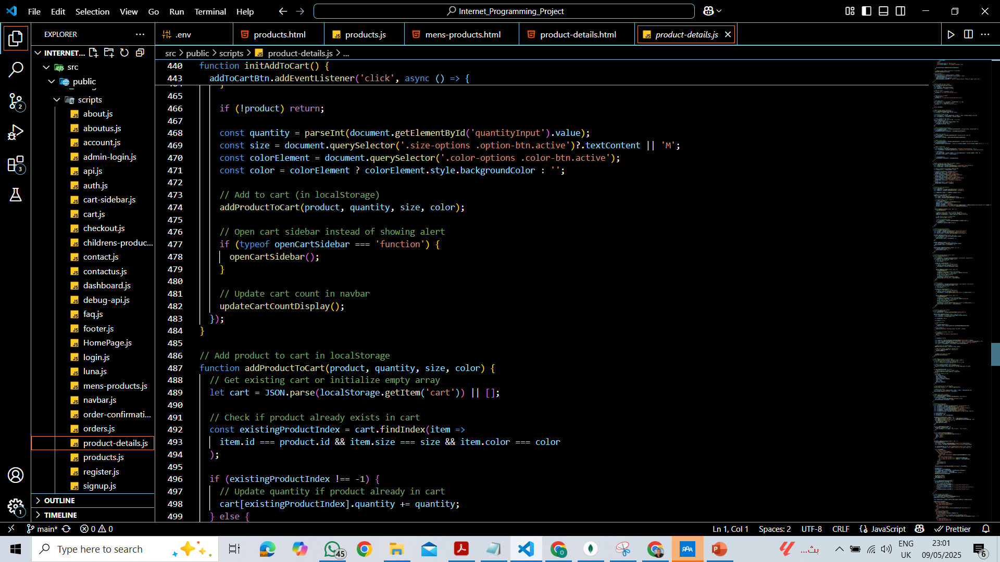 File Edit Selection View Go Run Terminal Help
Internet_Programming_Project
EXPLORER
.env
products.html
products.js
mens-products.html
product-details.html
product-details.js
INTERNET...
src > public > scripts > product-details.js > ...
src
public
scripts
about.js
aboutus.js
account.js
admin-login.js
api.js
auth.js
cart-sidebar.js
cart.js
checkout.js
childrens-produc...
contact.js
contactus.js
dashboard.js
debug-api.js
faq.js
footer.js
HomePage.js
login.js
luna.js
mens-products.js
navbar.js
order-confirmati...
orders.js
product-details.js
products.js
register.js
signup.js
OUTLINE
TIMELINE
440 function initAddToCart() {
443 addToCartBtn.addEventListener('click', async () => {
465
466 if (!product) return;
467
468 const quantity = parseInt(document.getElementById('quantityInput').value);
469 const size = document.querySelector('.size-options .option-btn.active')?.textContent || 'M';
470 const colorElement = document.querySelector('.color-options .color-btn.active');
471 const color = colorElement ? colorElement.style.backgroundColor : '';
472
473 // Add to cart (in localStorage)
474 addProductToCart(product, quantity, size, color);
475
476 // Open cart sidebar instead of showing alert
477 if (typeof openCartSidebar === 'function') {
478 openCartSidebar();
479 }
480
481 // Update cart count in navbar
482 updateCartCountDisplay();
483 });
484 }
485
486 // Add product to cart in localStorage
487 function addProductToCart(product, quantity, size, color) {
488 // Get existing cart or initialize empty array
489 let cart = JSON.parse(localStorage.getItem('cart')) || [];
490
491 // Check if product already exists in cart
492 const existingProductIndex = cart.findIndex(item =>
493 item.id === product.id && item.size === size && item.color === color
494 );
495
496 if (existingProductIndex !== -1) {
497 // Update quantity if product already in cart
498 cart[existingProductIndex].quantity += quantity;
499 } else {
2
3
1
main* 0 0
Ln 1, Col 1 Spaces: 2 UTF-8 CRLF {} JavaScript Prettier
Type here to search
45
بث...
ENG
UK
23:01
09/05/2025
6